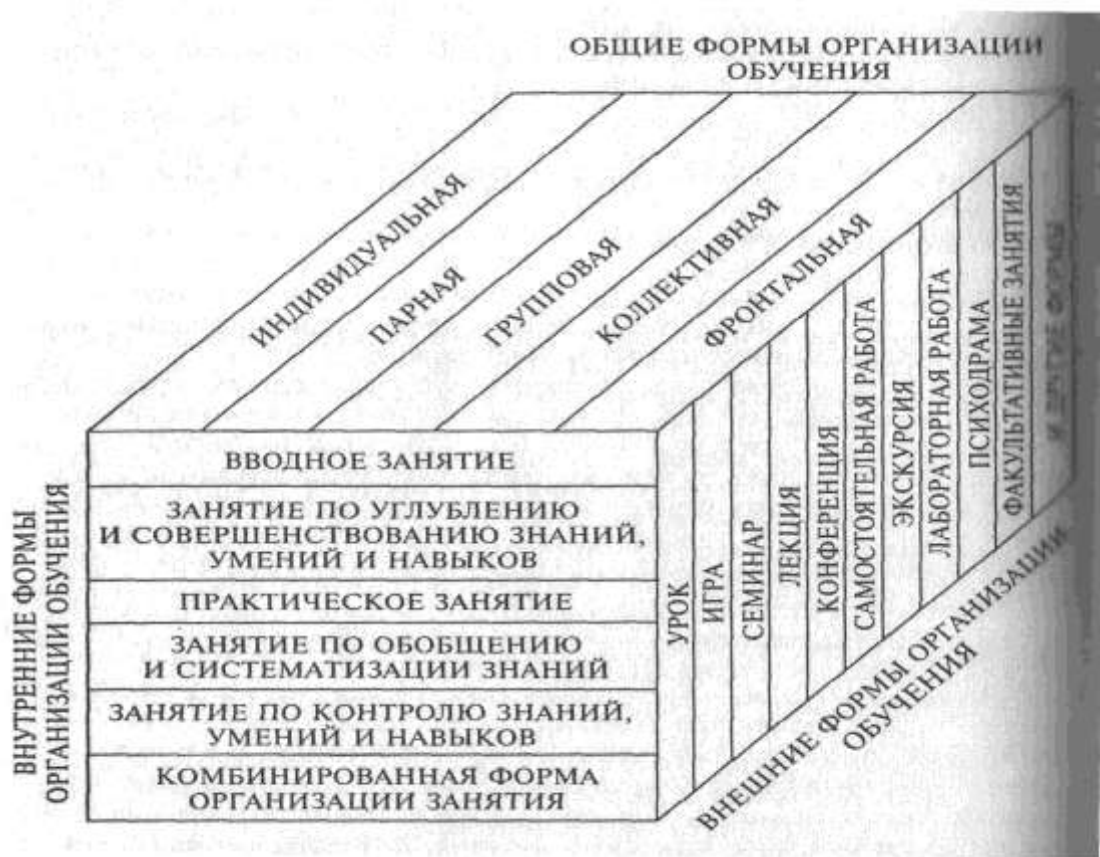 ОБЩИЕ ФОРМЫ ОРГАНИЗАЦИИ
ОБУЧЕНИЯ
ИНДИВИДУАЛЬНАЯ
ПАРНАЯ
ГРУППОВАЯ
КОЛЛЕКТИВНАЯ
ФРОНТАЛЬНАЯ
ВНУТРЕННИЕ ФОРМЫ
ОРГАНИЗАЦИИ ОБУЧЕНИЯ
ВВОДНОЕ ЗАНЯТИЕ
ЗАНЯТИЕ ПО УГЛУБЛЕНИЮ
И СОВЕРШЕНСТВОВАНИЮ ЗНАНИЙ,
УМЕНИЙ И НАВЫКОВ
ПРАКТИЧЕСКОЕ ЗАНЯТИЕ
ЗАНЯТИЕ ПО ОБОБЩЕНИЮ
И СИСТЕМАТИЗАЦИИ ЗНАНИЙ
ЗАНЯТИЕ ПО КОНТРОЛЮ ЗНАНИЙ,
УМЕНИЙ И НАВЫКОВ
КОМБИНИРОВАННАЯ ФОРМА
ОРГАНИЗАЦИИ ЗАНЯТИЯ
УРОК
ИГРА
СЕМИНАР
ЛЕКЦИЯ
КОНФЕРЕНЦИЯ
САМОСТОЯТЕЛЬНАЯ РАБОТА
ЭКСКУРСИЯ
ЛАБОРАТОРНАЯ РАБОТА
ПСИХОДРАМА
ФАКУЛЬТАТИВНЫЕ ЗАНЯТИЯ
И ДРУГИЕ ФОРМЫ
ВНЕШНИЕ ФОРМЫ ОРГАНИЗАЦИИ
ОБУЧЕНИЯ